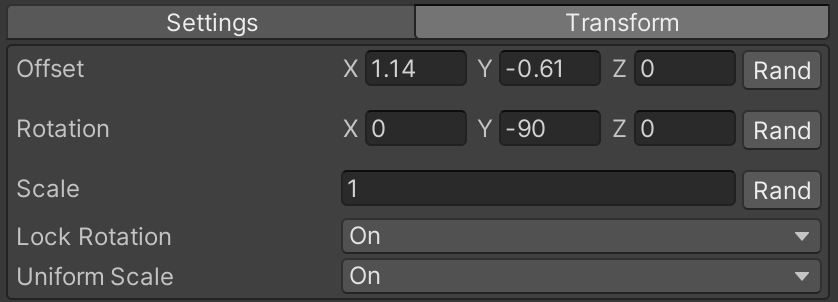 Settings Transform
Offset X 1.14 Y -0.61 Z 0 Rand
Rotation X 0 Y -90 Z 0 Rand
Scale 1 Rand
Lock Rotation On
Uniform Scale On